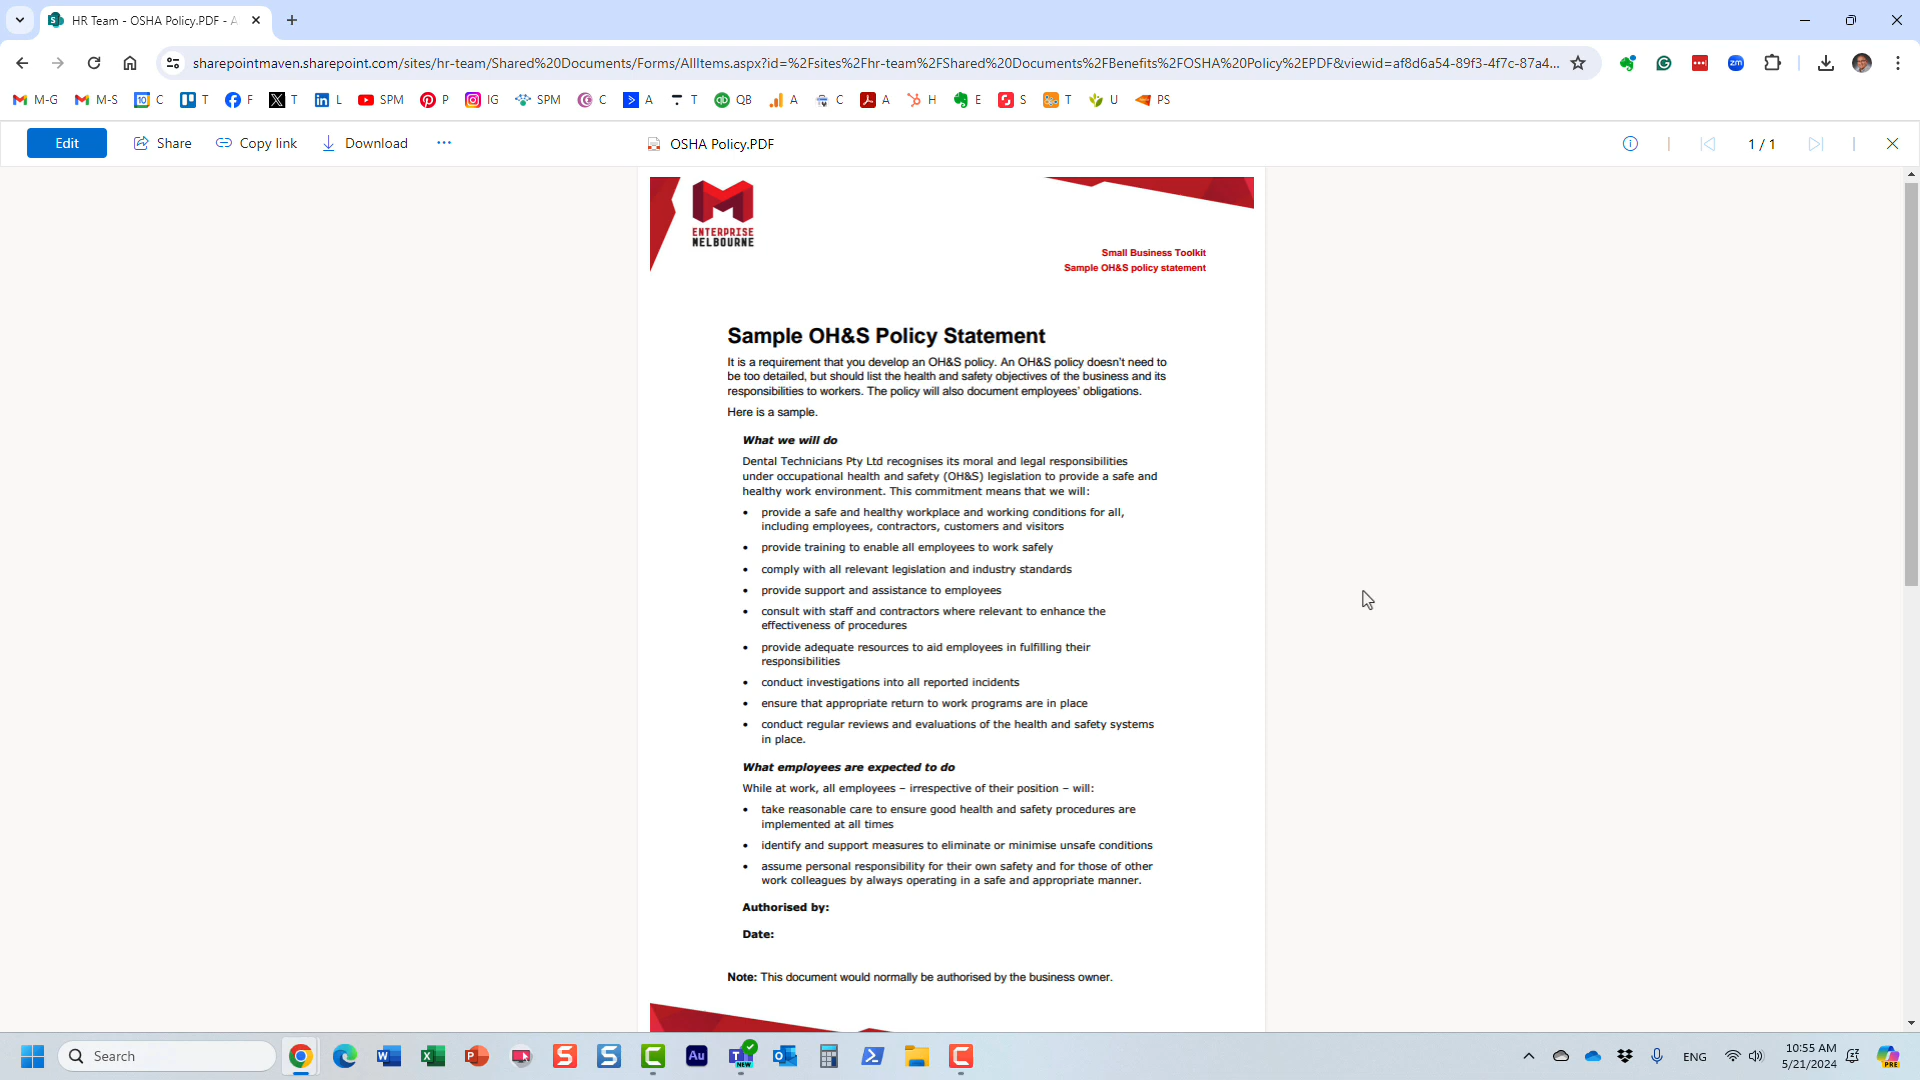 HR Team - OSHA Policy.PDF - A
sharepointmaven.sharepoint.com/sites/hr-team/Shared%20Documents/Forms/AllItems.aspx?id=%2Fsites%2Fhr-team%2FShared%20Documents%2FBenefits%2FOSHA%20Policy%2EPDF&viewid=af8d6a54-89f3-4f7c-87a4...
M-G M-S C T F T L SPM P IG SPM C A T QB A C A H E S T U PS
Edit Share Copy link Download ··· OSHA Policy.PDF 1 / 1
ENTERPRISE
MELBOURNE
Small Business Toolkit
Sample OH&S policy statement
Sample OH&S Policy Statement
It is a requirement that you develop an OH&S policy. An OH&S policy doesn't need to
be too detailed, but should list the health and safety objectives of the business and its
responsibilities to workers. The policy will also document employees' obligations.
Here is a sample.
What we will do
Dental Technicians Pty Ltd recognises its moral and legal responsibilities
under occupational health and safety (OH&S) legislation to provide a safe and
healthy work environment. This commitment means that we will:
• provide a safe and healthy workplace and working conditions for all,
including employees, contractors, customers and visitors
• provide training to enable all employees to work safely
• comply with all relevant legislation and industry standards
• provide support and assistance to employees
• consult with staff and contractors where relevant to enhance the
effectiveness of procedures
• provide adequate resources to aid employees in fulfilling their
responsibilities
• conduct investigations into all reported incidents
• ensure that appropriate return to work programs are in place
• conduct regular reviews and evaluations of the health and safety systems
in place.
What employees are expected to do
While at work, all employees – irrespective of their position – will:
• take reasonable care to ensure good health and safety procedures are
implemented at all times
• identify and support measures to eliminate or minimise unsafe conditions
• assume personal responsibility for their own safety and for those of other
work colleagues by always operating in a safe and appropriate manner.
Authorised by:
Date:
Note: This document would normally be authorised by the business owner.
Search
ENG
10:55 AM
5/21/2024